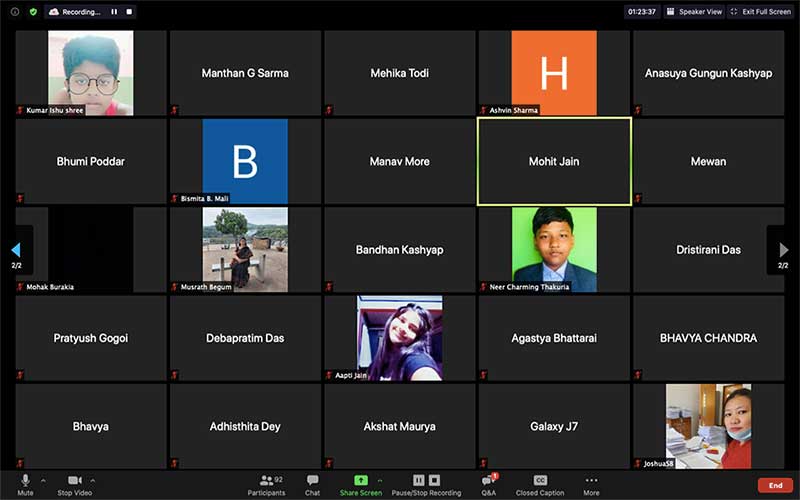 Recording...
01:23:37
Speaker View
Exit Full Screen
Kumar Ishu shree
Manthan G Sarma
Mehika Todi
H
Ashvin Sharma
Anasuya Gungun Kashyap
Bhumi Poddar
B
Bismita B. Mali
Manav More
Mohit Jain
Mewan
2/2
Mohak Burakia
Musrath Begum
Bandhan Kashyap
Neer Charming Thakuria
Dristirani Das
2/2
Pratyush Gogoi
Debapratim Das
Aapti Jain
Agastya Bhattarai
BHAVYA CHANDRA
Bhavya
Adhisthita Dey
Akshat Maurya
Galaxy J7
JoshuaS8
Mute
Stop Video
92
Participants
Chat
Share Screen
Pause/Stop Recording
1
Q&A
CC
Closed Caption
More
End